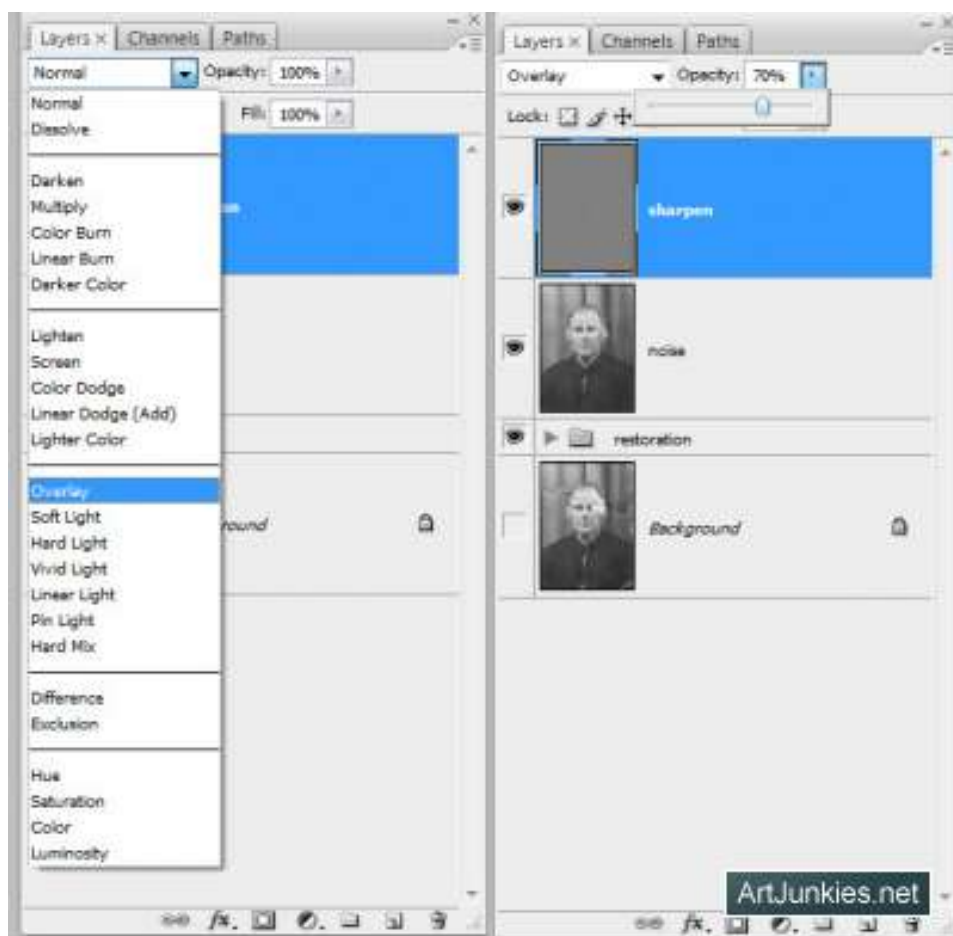 Layers × Channels Paths
Normal Opacity: 100%
Fill: 100%
Normal
Dissolve
Darken
Multiply
Color Burn
Linear Burn
Darker Color
Lighten
Screen
Color Dodge
Linear Dodge (Add)
Lighter Color
Overlay
Soft Light
Hard Light
Vivid Light
Linear Light
Pin Light
Hard Mix
Difference
Exclusion
Hue
Saturation
Color
Luminosity
round
fx.
Layers × Channels Paths
Overlay Opacity: 70%
Lock:
sharpen
noise
restoration
Background
fx.
ArtJunkies.net